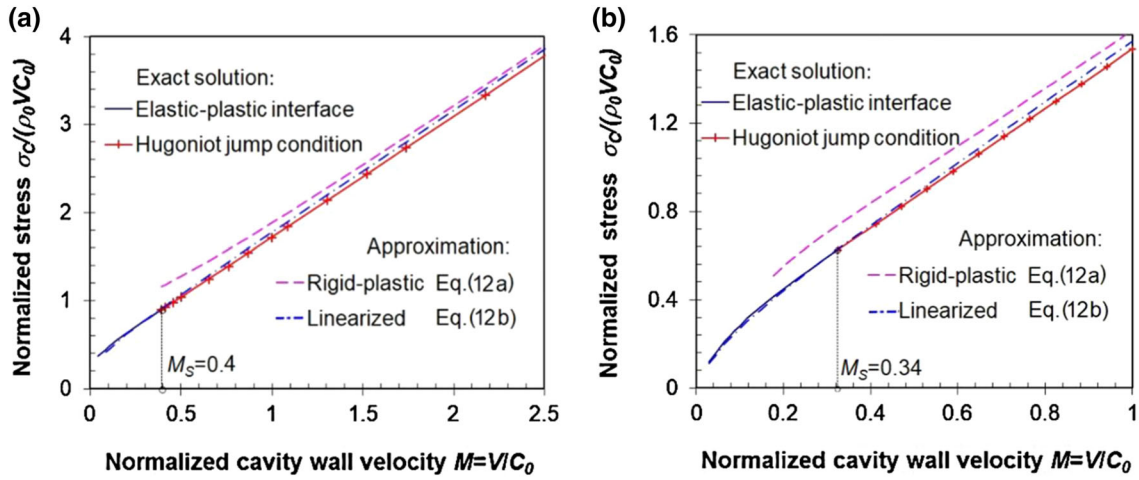 (a)
Normalized stress σC/(ρ0VC0)
4
3
2
1
0
Exact solution:
Elastic-plastic interface
Hugoniot jump condition
Approximation:
Rigid-plastic Eq.(12a)
Linearized Eq.(12b)
MS=0.4
0 0.5 1 1.5 2 2.5
Normalized cavity wall velocity M=V/C0
(b)
Normalized stress σC/(ρ0VC0)
1.6
1.2
0.8
0.4
0
Exact solution:
Elastic-plastic interface
Hugoniot jump condition
Approximation:
Rigid-plastic Eq.(12a)
Linearized Eq.(12b)
MS=0.34
0 0.2 0.4 0.6 0.8 1
Normalized cavity wall velocity M=V/C0